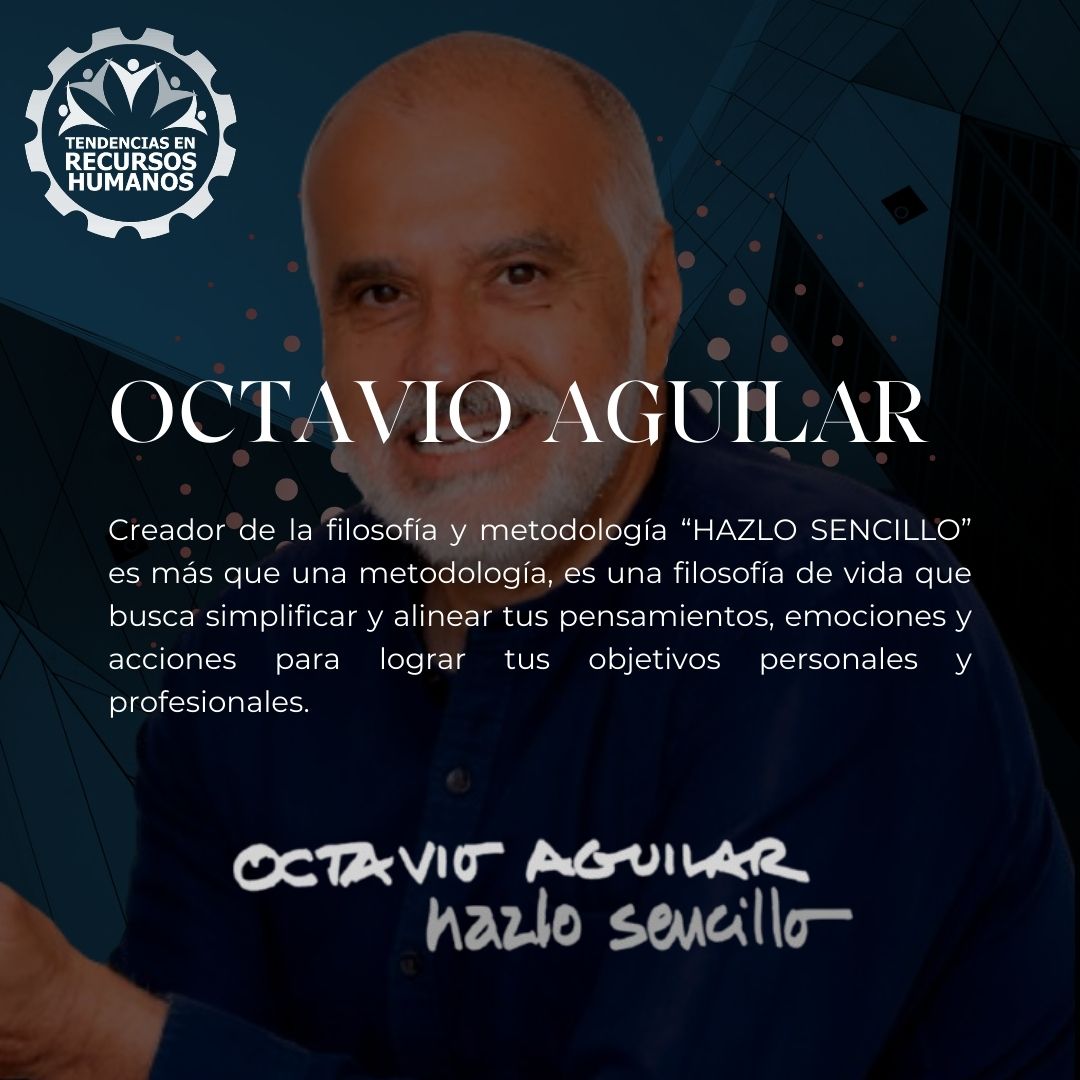 TENDENCIAS EN
RECURSOS
HUMANOS
OCTAVIO AGUILAR
Creador de la filosofía y metodología “HAZLO SENCILLO”
es más que una metodología, es una filosofía de vida que
busca simplificar y alinear tus pensamientos, emociones y
acciones para lograr tus objetivos personales y
profesionales.
OCTAVIO AGUILAR
hazlo sencillo